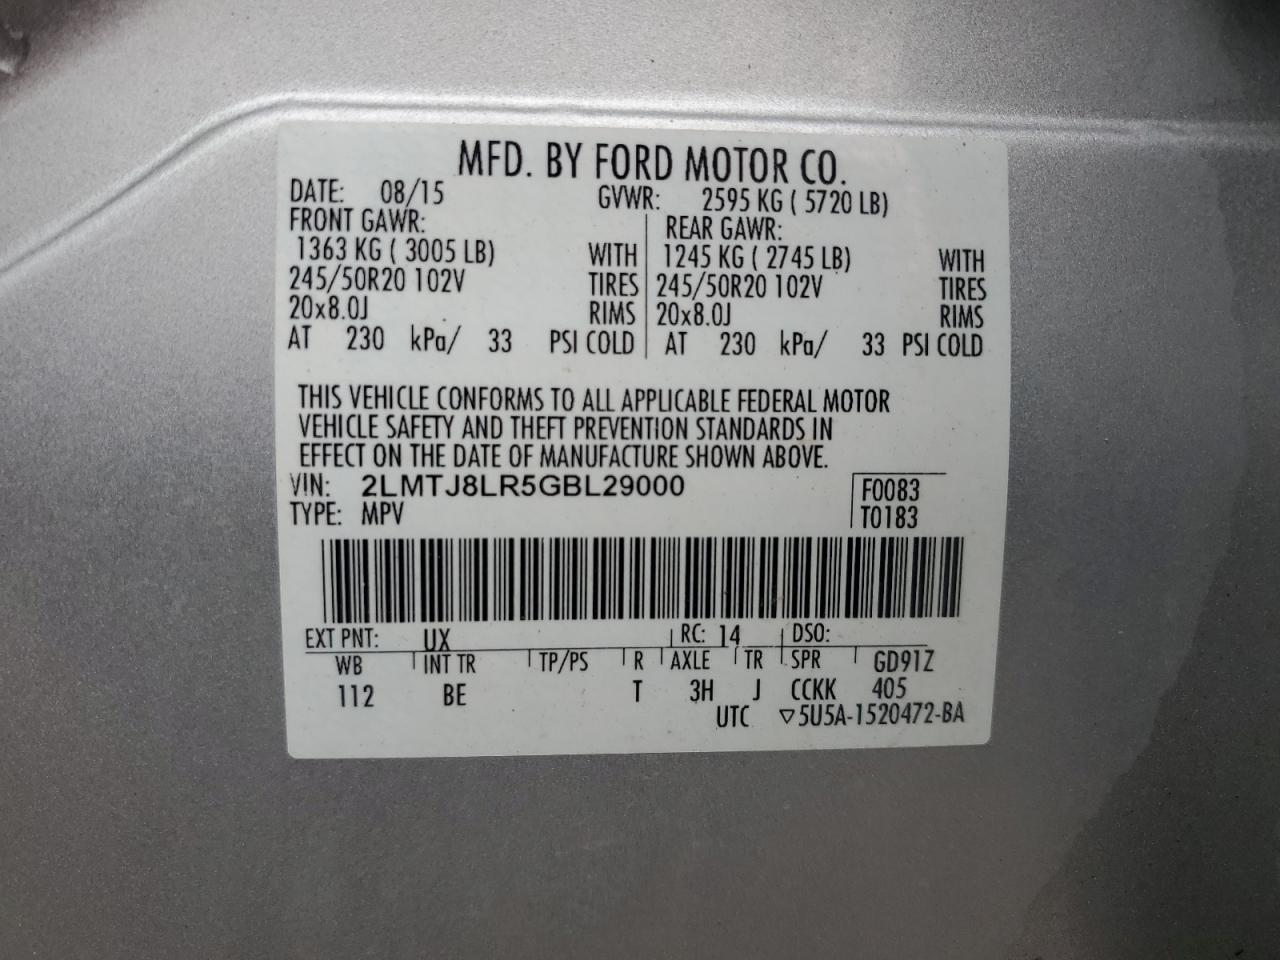 MFD. BY FORD MOTOR CO.
DATE: 08/15 GVWR: 2595 KG ( 5720 LB)
FRONT GAWR: REAR GAWR:
1363 KG ( 3005 LB) WITH 1245 KG ( 2745 LB) WITH
245/50R20 102V TIRES 245/50R20 102V TIRES
20x8.0J RIMS 20x8.0J RIMS
AT 230 kPa/ 33 PSI COLD AT 230 kPa/ 33 PSI COLD
THIS VEHICLE CONFORMS TO ALL APPLICABLE FEDERAL MOTOR
VEHICLE SAFETY AND THEFT PREVENTION STANDARDS IN
EFFECT ON THE DATE OF MANUFACTURE SHOWN ABOVE.
VIN: 2LMTJ8LR5GBL29000 F0083
TYPE: MPV T0183
EXT PNT: UX RC: 14 DSO:
WB INT TR TP/PS R AXLE TR SPR GD91Z
112 BE T 3H J CCKK 405
UTC ▽5U5A-1520472-BA